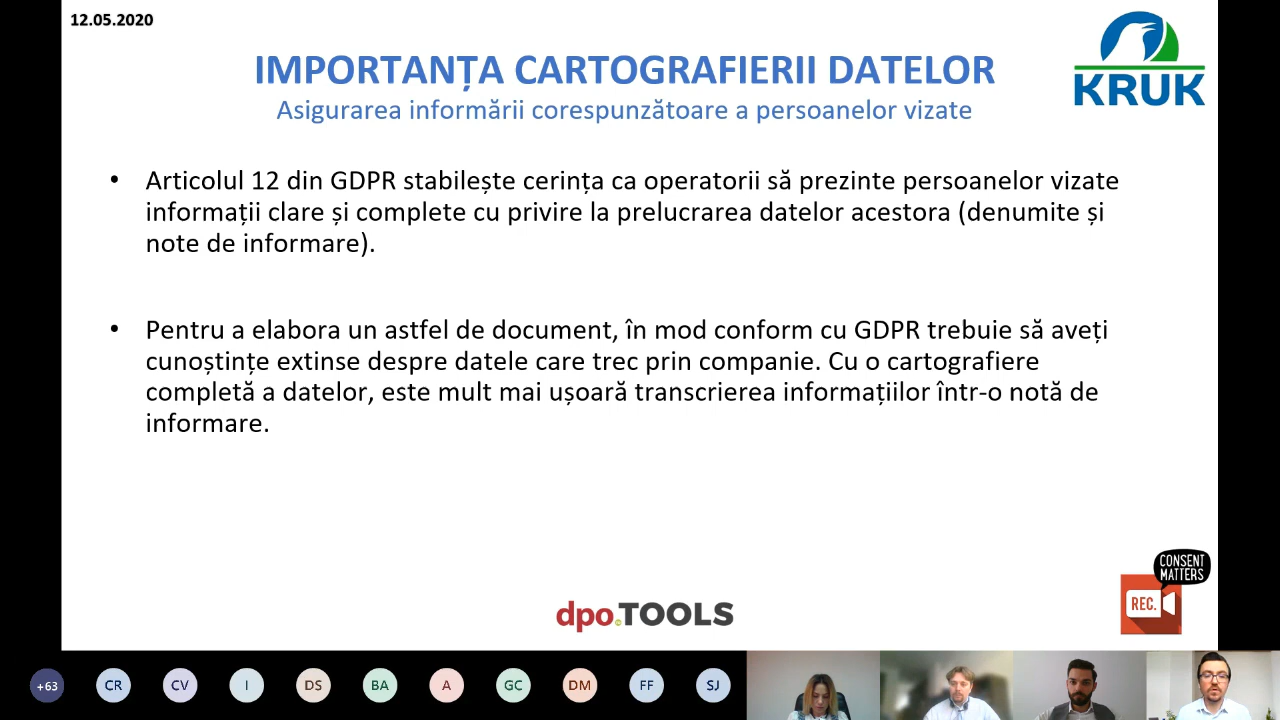 12.05.2020
KRUK
IMPORTANȚA CARTOGRAFIERII DATELOR
Asigurarea informării corespunzătoare a persoanelor vizate
• Articolul 12 din GDPR stabilește cerința ca operatorii să prezinte persoanelor vizate
informații clare și complete cu privire la prelucrarea datelor acestora (denumite și
note de informare).
• Pentru a elabora un astfel de document, în mod conform cu GDPR trebuie să aveți
cunoștințe extinse despre datele care trec prin companie. Cu o cartografiere
completă a datelor, este mult mai ușoară transcrierea informațiilor într-o notă de
informare.
CONSENT
MATTERS
REC.
dpo.TOOLS
+63 CR CV I DS BA A GC DM FF SJ